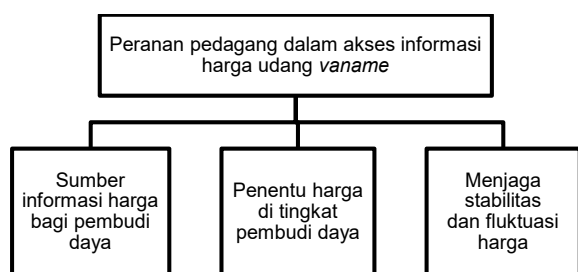 Peranan pedagang dalam akses informasi
harga udang vaname
Sumber
informasi harga
bagi pembudi
daya
Penentu harga
di tingkat
pembudi daya
Menjaga
stabilitas
dan fluktuasi
harga